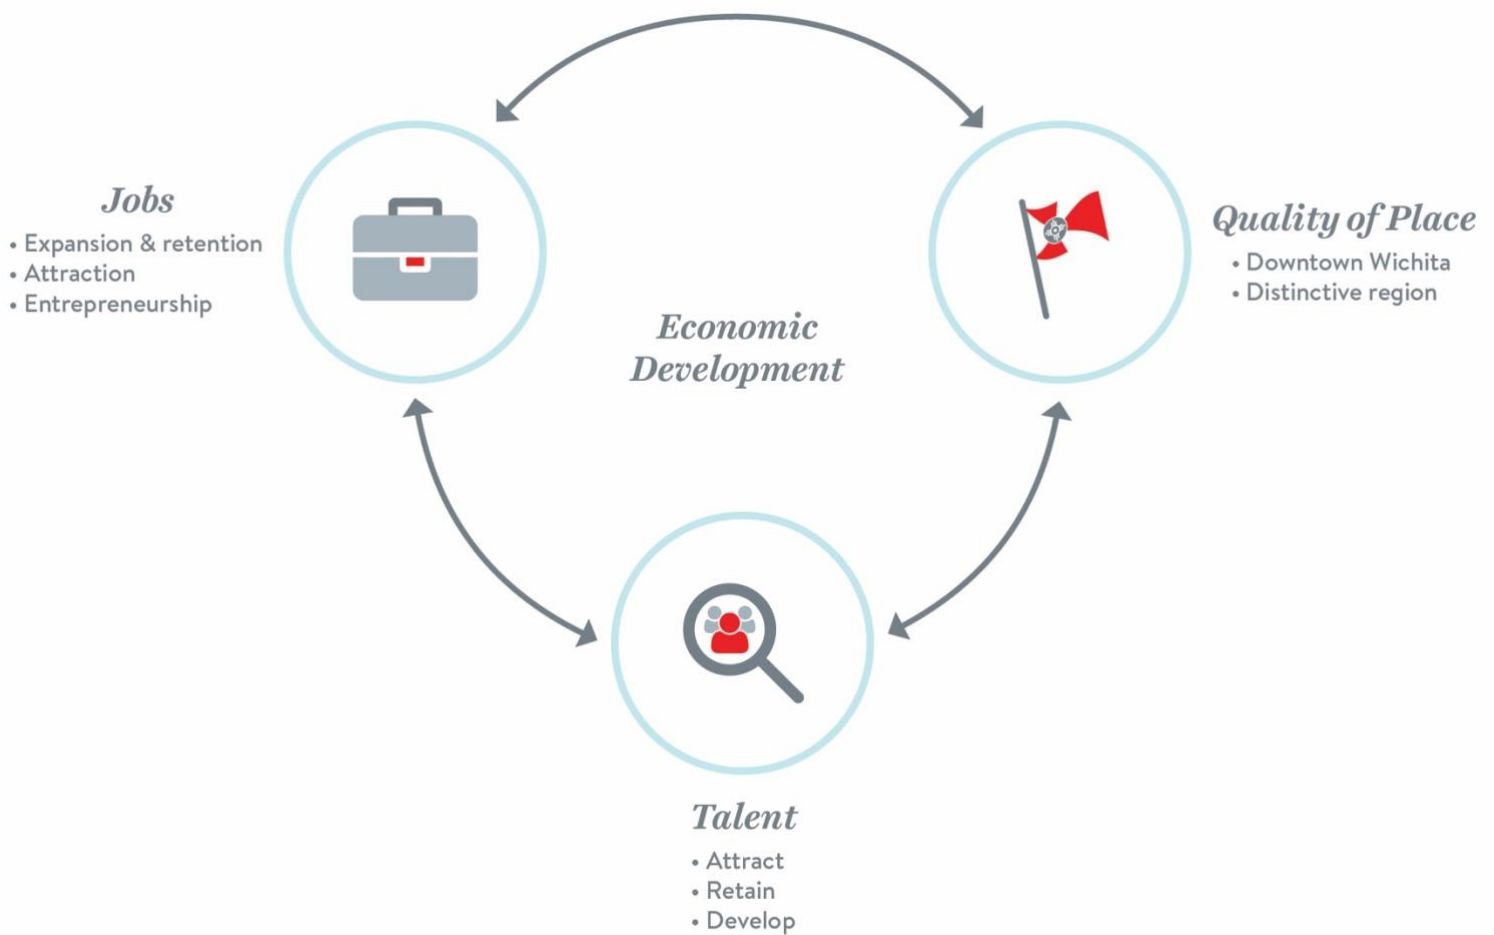 Jobs
• Expansion & retention
• Attraction
• Entrepreneurship
Quality of Place
• Downtown Wichita
• Distinctive region
Economic
Development
Talent
• Attract
• Retain
• Develop